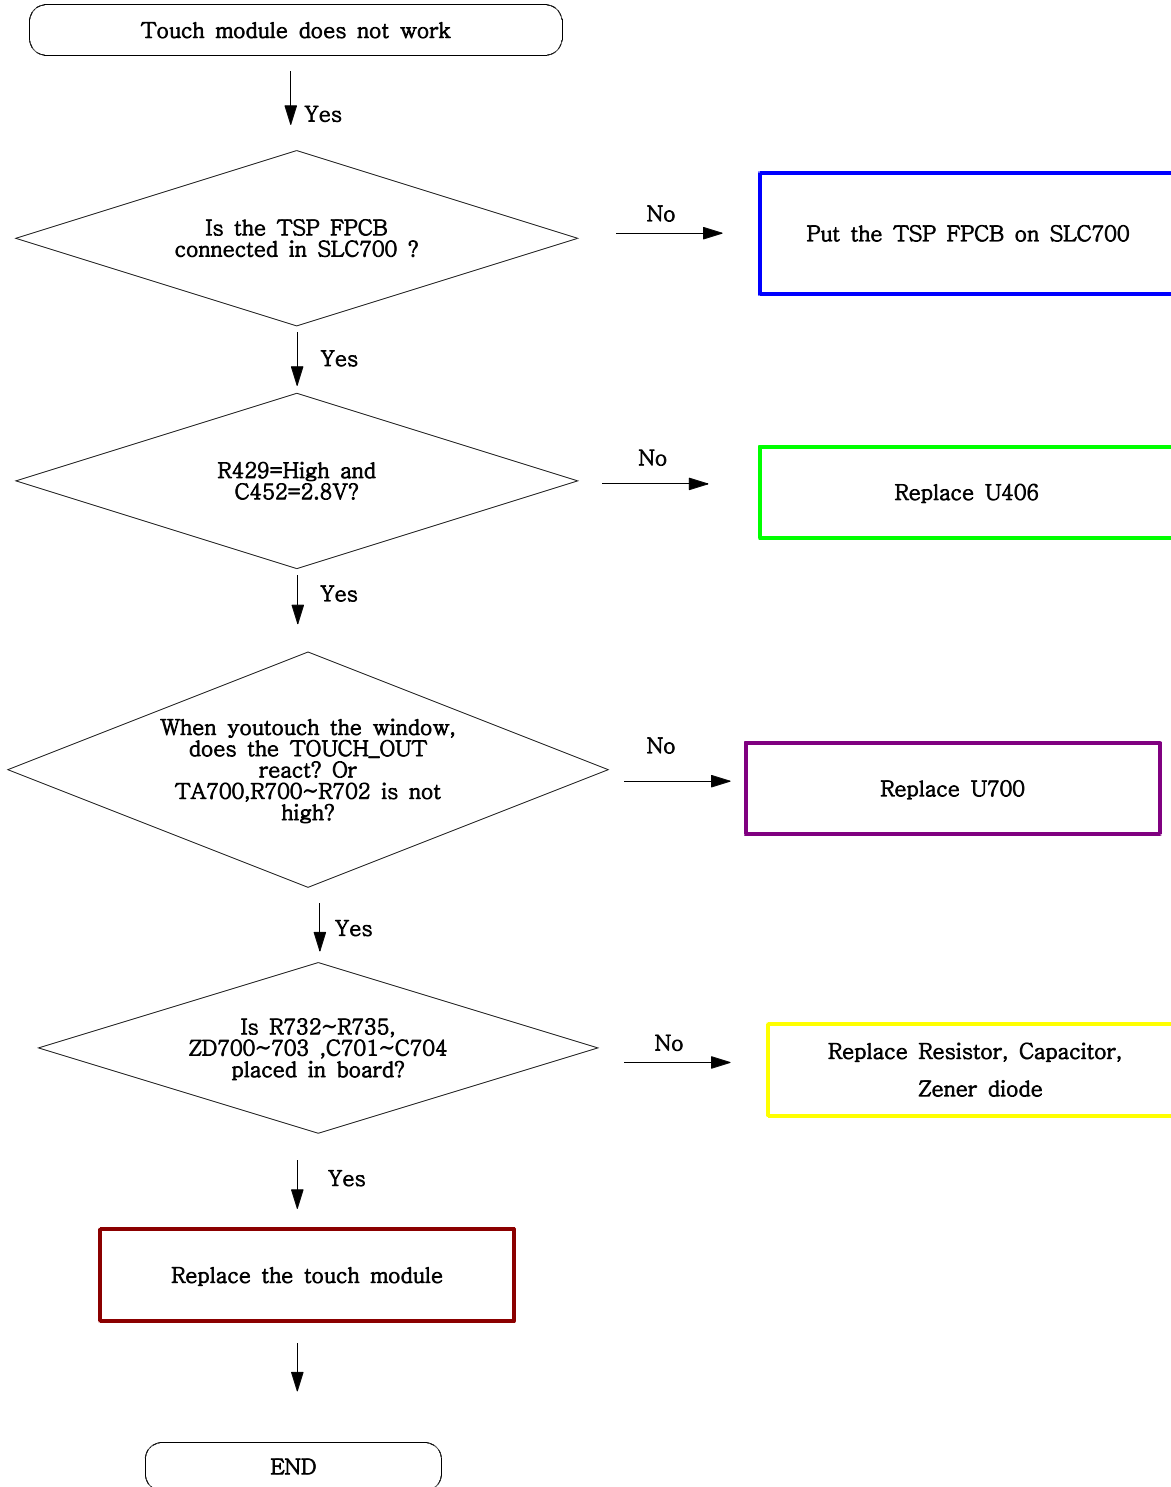 Touch module does not work
Yes
Is the TSP FPCB
connected in SLC700 ?
No
Put the TSP FPCB on SLC700
Yes
R429=High and
C452=2.8V?
No
Replace U406
Yes
When youtouch the window,
does the TOUCH_OUT
react? Or
TA700,R700~R702 is not
high?
No
Replace U700
Yes
Is R732~R735,
ZD700~703 ,C701~C704
placed in board?
No
Replace Resistor, Capacitor,
Zener diode
Yes
Replace the touch module
END